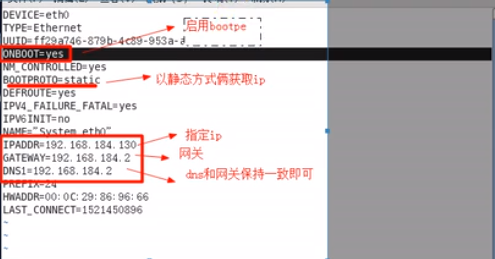 DEVICE=eth0
TYPE=Ethernet
UUID=ff29a746-879b-4c89-953a-a
启用bootpe
ONBOOT=yes
NM_CONTROLLED=yes
BOOTPROTO=static
以静态方式俩获取ip
DEFROUTE=yes
IPV4_FAILURE_FATAL=yes
IPV6INIT=no
NAME="System eth0"
IPADDR=192.168.184.130
指定ip
GATEWAY=192.168.184.2
网关
DNS1=192.168.184.2
dns和网关保持一致即可
PREFIX=24
HWADDR=00:0C:29:86:96:66
LAST_CONNECT=1521450896
~
~
~